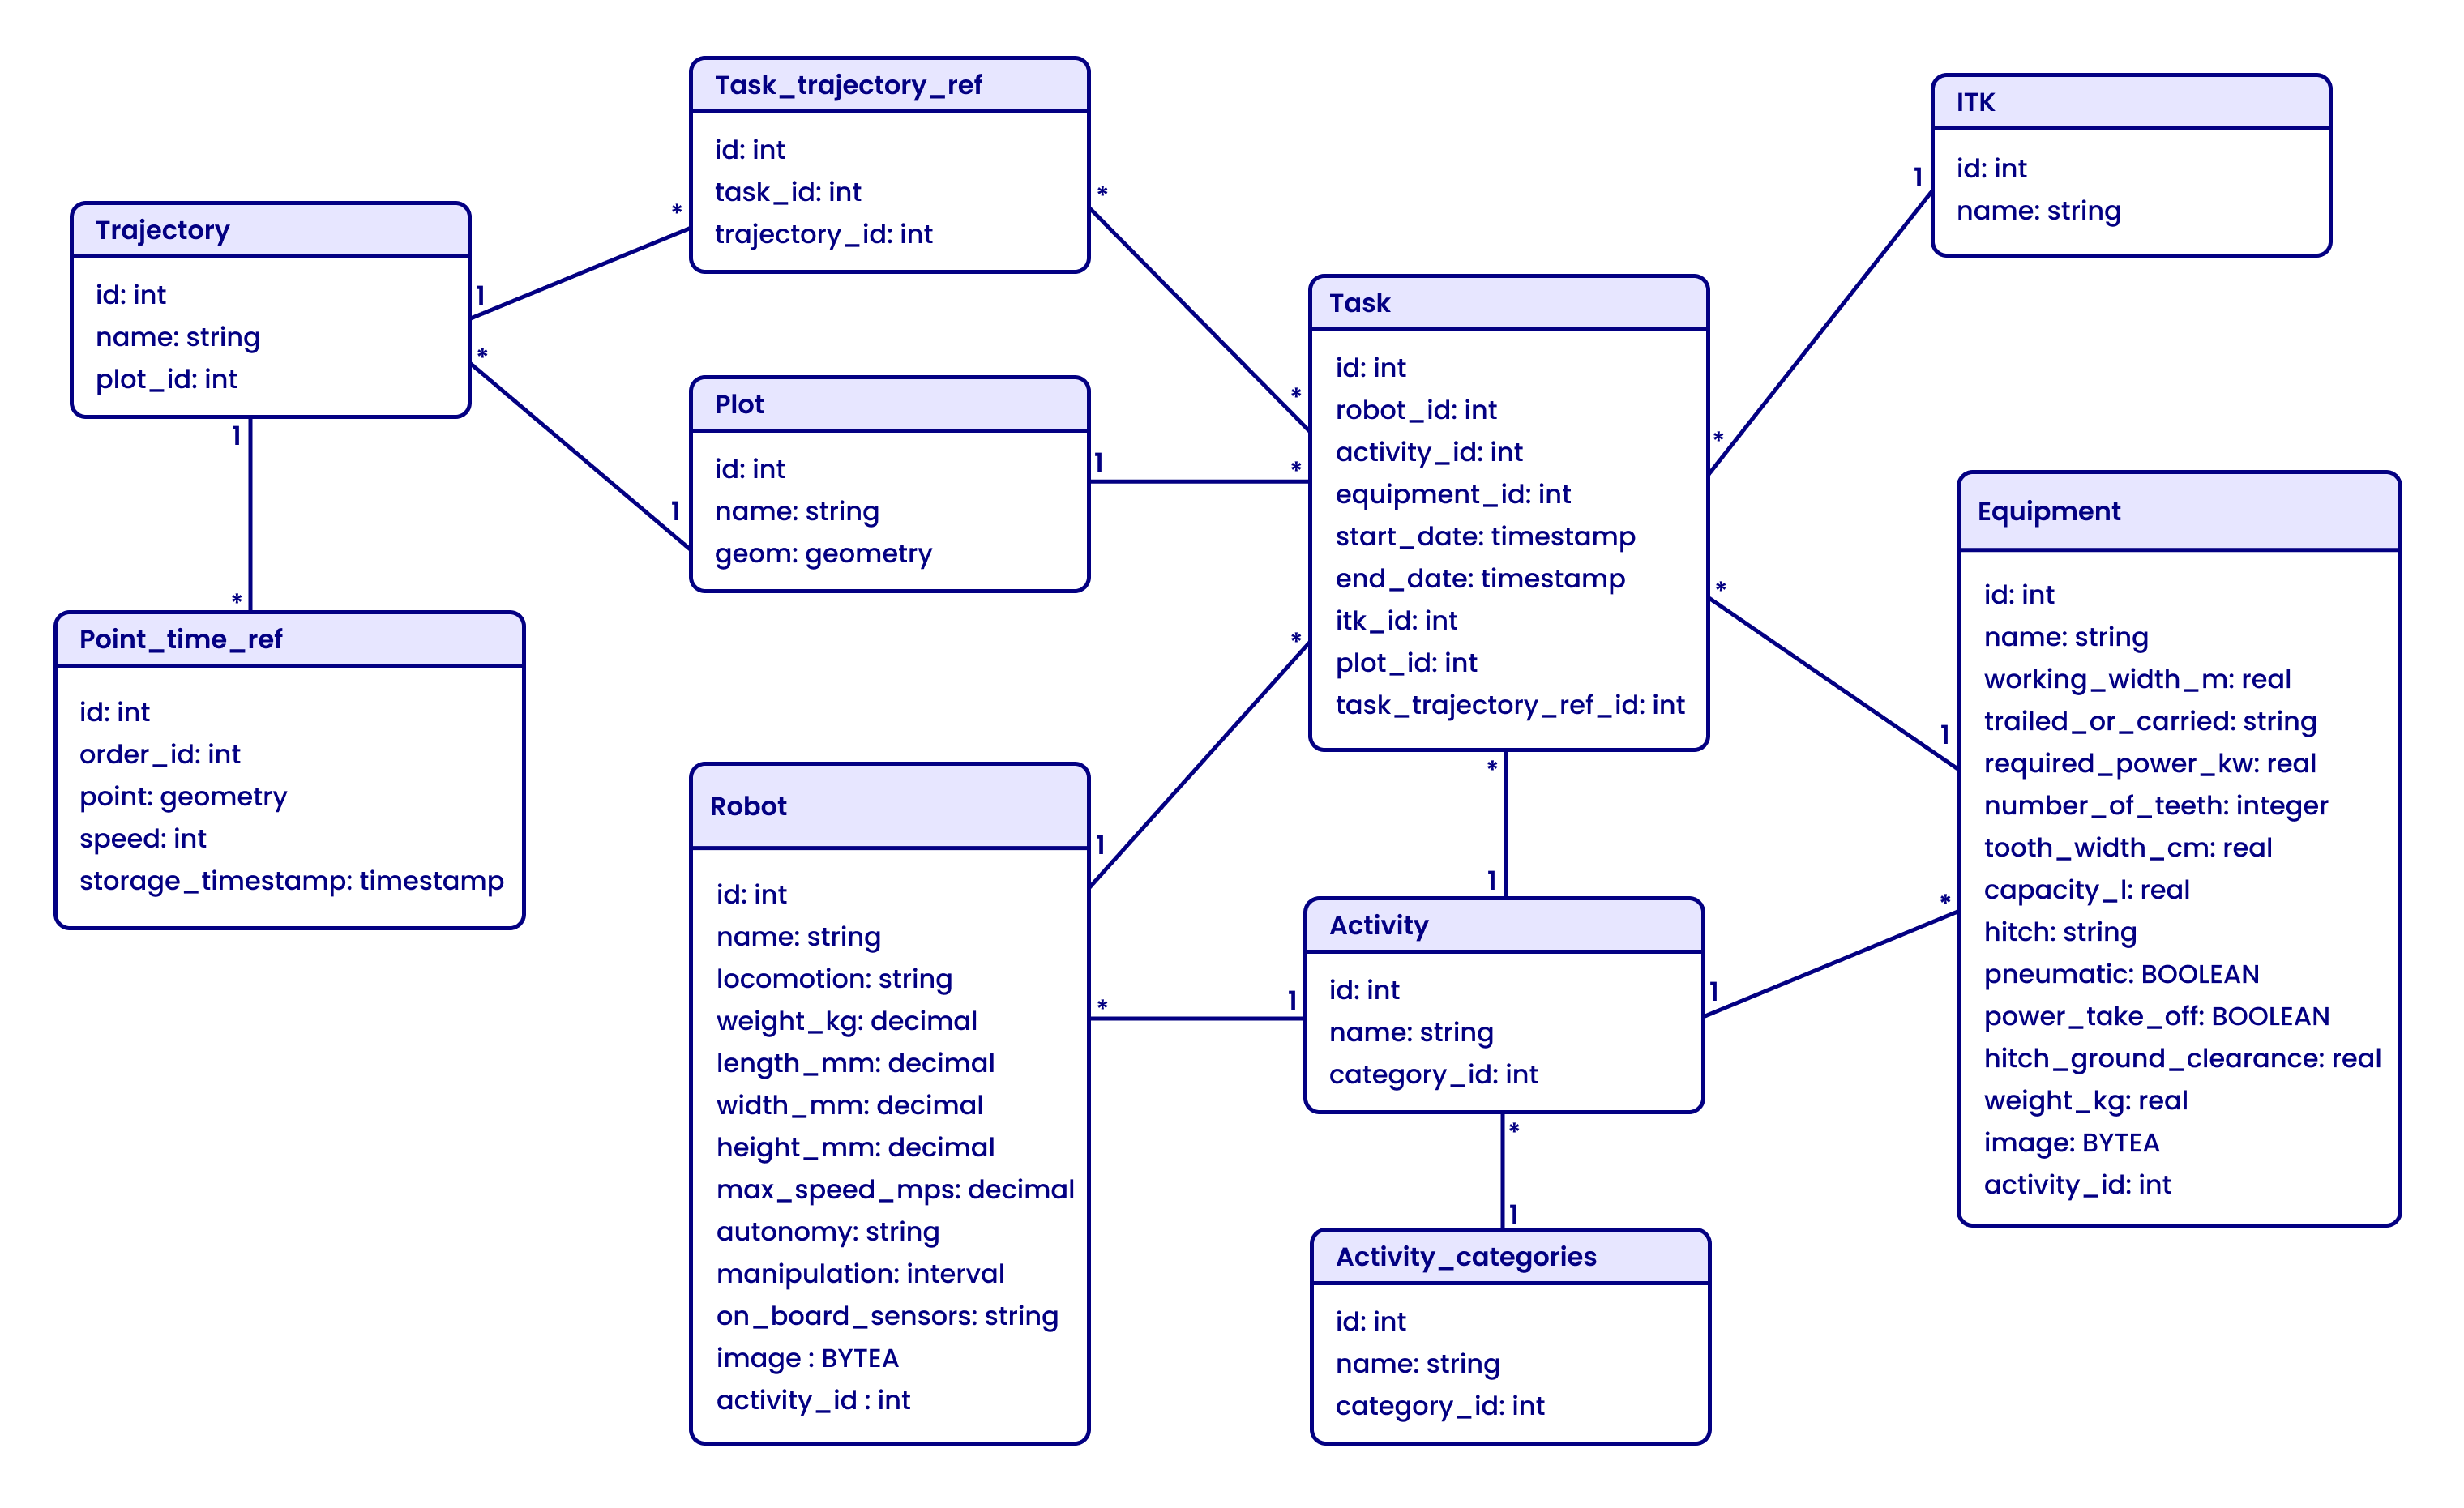 Task_trajectory_ref
id: int
task_id: int
trajectory_id: int
ITK
id: int
name: string
Trajectory
id: int
name: string
plot_id: int
Task
id: int
robot_id: int
activity_id: int
equipment_id: int
start_date: timestamp
end_date: timestamp
itk_id: int
plot_id: int
task_trajectory_ref_id: int
Plot
id: int
name: string
geom: geometry
Equipment
id: int
name: string
working_width_m: real
trailed_or_carried: string
required_power_kw: real
number_of_teeth: integer
tooth_width_cm: real
capacity_l: real
hitch: string
pneumatic: BOOLEAN
power_take_off: BOOLEAN
hitch_ground_clearance: real
weight_kg: real
image: BYTEA
activity_id: int
Point_time_ref
id: int
order_id: int
point: geometry
speed: int
storage_timestamp: timestamp
Robot
id: int
name: string
locomotion: string
weight_kg: decimal
length_mm: decimal
width_mm: decimal
height_mm: decimal
max_speed_mps: decimal
autonomy: string
manipulation: interval
on_board_sensors: string
image : BYTEA
activity_id : int
Activity
id: int
name: string
category_id: int
Activity_categories
id: int
name: string
category_id: int
1
*
*
*
1
*
*
1
1
*
1
*
*
1
*
1
*
1
*
1
1
*
*
1